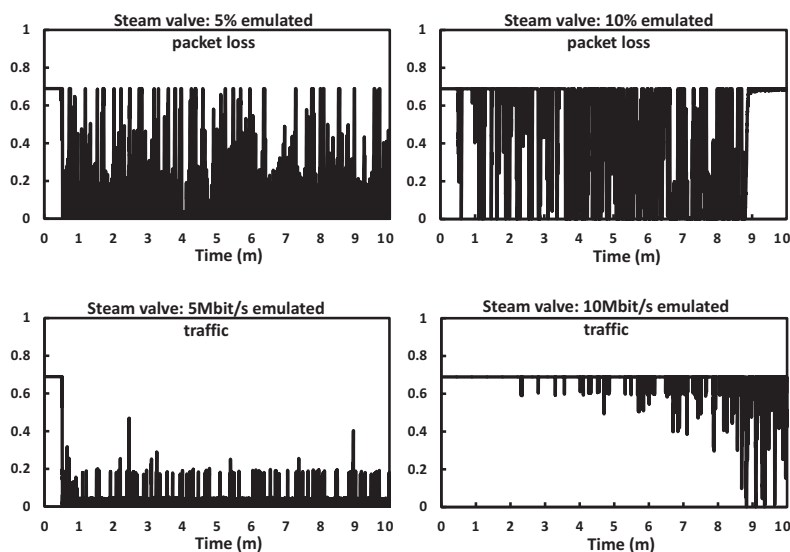 Steam valve: 5% emulated
packet loss
1
0.8
0.6
0.4
0.2
0
0 1 2 3 4 5 6 7 8 9 10
Time (m)
Steam valve: 10% emulated
packet loss
1
0.8
0.6
0.4
0.2
0
0 1 2 3 4 5 6 7 8 9 10
Time (m)
Steam valve: 5Mbit/s emulated
traffic
1
0.8
0.6
0.4
0.2
0
0 1 2 3 4 5 6 7 8 9 10
Time (m)
Steam valve: 10Mbit/s emulated
traffic
1
0.8
0.6
0.4
0.2
0
0 1 2 3 4 5 6 7 8 9 10
Time (m)